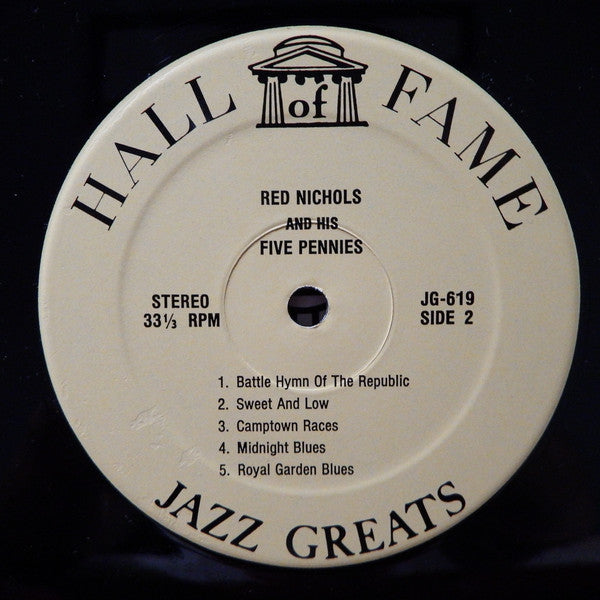 HALL of FAME
RED NICHOLS
AND HIS
FIVE PENNIES
STEREO
33⅓ RPM
JG-619
SIDE 2
1. Battle Hymn Of The Republic
2. Sweet And Low
3. Camptown Races
4. Midnight Blues
5. Royal Garden Blues
JAZZ GREATS